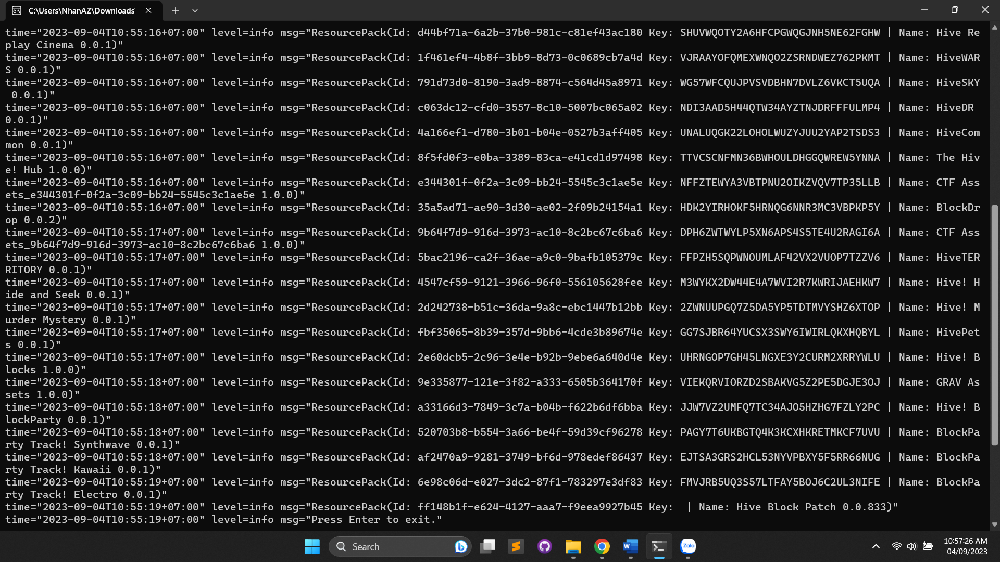 C:\Users\NhanAZ\Downloads'
time="2023-09-04T10:55:16+07:00" level=info msg="ResourcePack(Id: d44bf71a-6a2b-37b0-981c-c81ef43ac180 Key: SHUVWQOTY2A6HFCPGWQGJNH5NE62FGHW | Name: Hive Re
play Cinema 0.0.1)"
time="2023-09-04T10:55:16+07:00" level=info msg="ResourcePack(Id: 1f461ef4-4b8f-3bb9-8d73-0c0689cb7a4d Key: VJRAAYOFQMEXWNQO2ZSRNDWEZ762PKMT | Name: HiveWAR
S 0.0.1)"
time="2023-09-04T10:55:16+07:00" level=info msg="ResourcePack(Id: 791d73d0-8190-3ad9-8874-c564d45a8971 Key: WG57WFCQUJPVSVDBHN7DVLZ6VKCT5UQA | Name: HiveSKY
 0.0.1)"
time="2023-09-04T10:55:16+07:00" level=info msg="ResourcePack(Id: c063dc12-cfd0-3557-8c10-5007bc065a02 Key: NDI3AAD5H44QTW34AYZTNJDRFFFULMP4 | Name: HiveDR
0.0.1)"
time="2023-09-04T10:55:16+07:00" level=info msg="ResourcePack(Id: 4a166ef1-d780-3b01-b04e-0527b3aff405 Key: UNALUQGK22LOHOLWUZYJUU2YAP2TSDS3 | Name: HiveCom
mon 0.0.1)"
time="2023-09-04T10:55:16+07:00" level=info msg="ResourcePack(Id: 8f5fd0f3-e0ba-3389-83ca-e41cd1d97498 Key: TTVCSCNFMN36BWHOULDHGGQWREW5YNNA | Name: The Hiv
e! Hub 1.0.0)"
time="2023-09-04T10:55:16+07:00" level=info msg="ResourcePack(Id: e344301f-0f2a-3c09-bb24-5545c3c1ae5e Key: NFFZTEWYA3VBTPNU2OIKZVQV7TP35LLB | Name: CTF Ass
ets_e344301f-0f2a-3c09-bb24-5545c3c1ae5e 1.0.0)"
time="2023-09-04T10:55:16+07:00" level=info msg="ResourcePack(Id: 35a5ad71-ae90-3d30-ae02-2f09b24154a1 Key: HDK2YIRHOKF5HRNQG6NNR3MC3VBPKP5Y | Name: BlockDr
op 0.0.2)"
time="2023-09-04T10:55:17+07:00" level=info msg="ResourcePack(Id: 9b64f7d9-916d-3973-ac10-8c2bc67c6ba6 Key: DPH6ZWTWYLP5XN6APS4S5TE4U2RAGI6A | Name: CTF Ass
ets_9b64f7d9-916d-3973-ac10-8c2bc67c6ba6 1.0.0)"
time="2023-09-04T10:55:17+07:00" level=info msg="ResourcePack(Id: 5bac2196-ca2f-36ae-a9c0-9bafb105379c Key: FFPZH5SQPWNOUMLAF42VX2VUOP7TZZV6 | Name: HiveTER
RITORY 0.0.1)"
time="2023-09-04T10:55:17+07:00" level=info msg="ResourcePack(Id: 4547cf59-9121-3966-96f0-556105628fee Key: M3WYKX2DW44E4A7WVI2R7KWRIJAEHKW7 | Name: Hive! H
ide and Seek 0.0.1)"
time="2023-09-04T10:55:17+07:00" level=info msg="ResourcePack(Id: 2d242738-b51c-36da-9a8c-ebc1447b12bb Key: 2ZWNUUPGQ7Z5DA5YP5TDTMVYSHZ6XTOP | Name: Hive! M
urder Mystery 0.0.1)"
time="2023-09-04T10:55:17+07:00" level=info msg="ResourcePack(Id: fbf35065-8b39-357d-9bb6-4cde3b89674e Key: GG7SJBR64YUCSX3SWY6IWIRLQKXHQBYL | Name: HivePet
s 0.0.1)"
time="2023-09-04T10:55:17+07:00" level=info msg="ResourcePack(Id: 2e60dcb5-2c96-3e4e-b92b-9ebe6a640d4e Key: UHRNGOP7GH45LNGXE3Y2CURM2XRRYWLU | Name: Hive! B
locks 1.0.0)"
time="2023-09-04T10:55:18+07:00" level=info msg="ResourcePack(Id: 9e335877-121e-3f82-a333-6505b364170f Key: VIEKQRVIORZD2SBAKVG5Z2PE5DGJE3OJ | Name: GRAV As
sets 1.0.0)"
time="2023-09-04T10:55:18+07:00" level=info msg="ResourcePack(Id: a33166d3-7849-3c7a-b04b-f622b6df6bba Key: JJW7VZ2UMFQ7TC34AJO5HZHG7FZLY2PC | Name: Hive! B
lockParty 0.0.1)"
time="2023-09-04T10:55:18+07:00" level=info msg="ResourcePack(Id: 520703b8-b554-3a66-be4f-59d39cf96278 Key: PAGY7T6UKBGTQ4K3KCXHKRETMKCF7UVU | Name: BlockPa
rty Track! Synthwave 0.0.1)"
time="2023-09-04T10:55:18+07:00" level=info msg="ResourcePack(Id: af2470a9-9281-3749-bf6d-978edef86437 Key: EJTSA3GRS2HCL53NYVPBXY5F5RR66NUG | Name: BlockPa
rty Track! Kawaii 0.0.1)"
time="2023-09-04T10:55:19+07:00" level=info msg="ResourcePack(Id: 6e98c06d-e027-3dc2-87f1-783297e3df83 Key: FMVJRB5UQ3S57LTFAY5BOJ6C2UL3NIFE | Name: BlockPa
rty Track! Electro 0.0.1)"
time="2023-09-04T10:55:19+07:00" level=info msg="ResourcePack(Id: ff148b1f-e624-4127-aaa7-f9eea9927b45 Key:  | Name: Hive Block Patch 0.0.833)"
time="2023-09-04T10:55:19+07:00" level=info msg="Press Enter to exit."
Search
Zalo
10:57:26 AM
04/09/2023